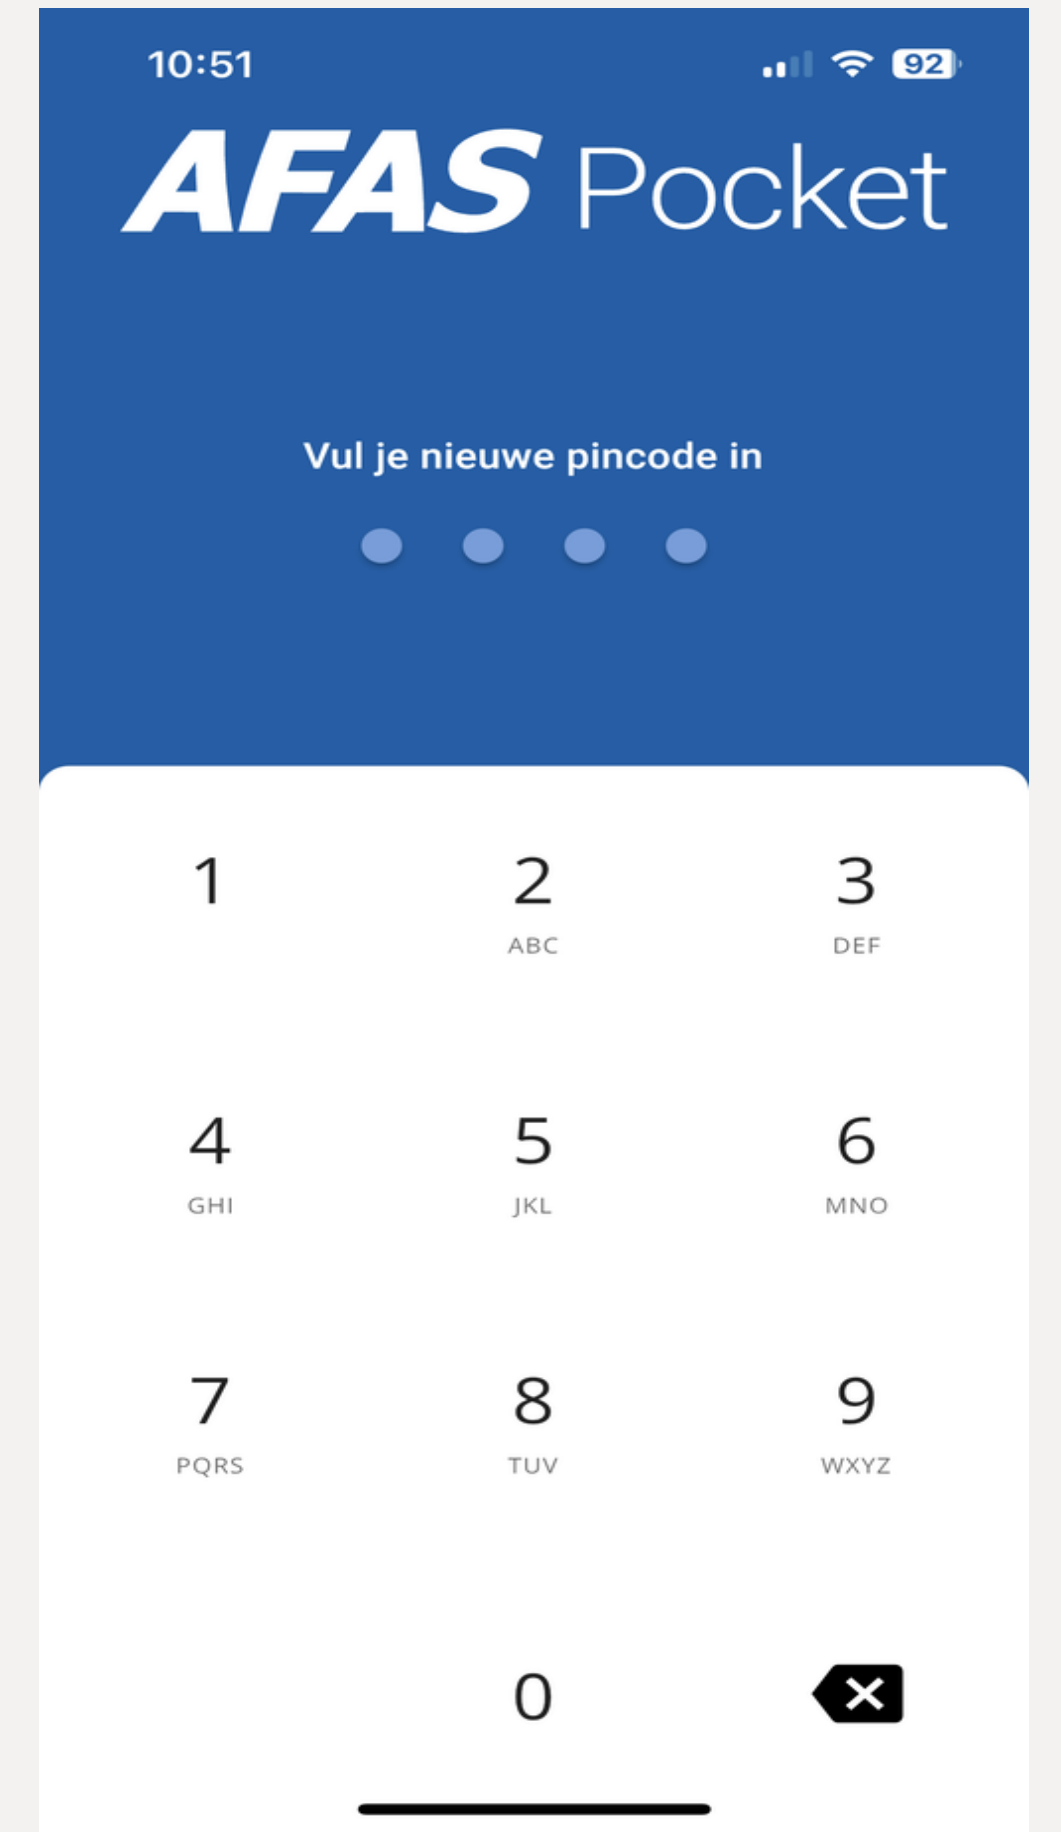 10:51 92
AFAS Pocket
Vul je nieuwe pincode in
1 2 3
ABC DEF
4 5 6
GHI JKL MNO
7 8 9
PQRS TUV WXYZ
0